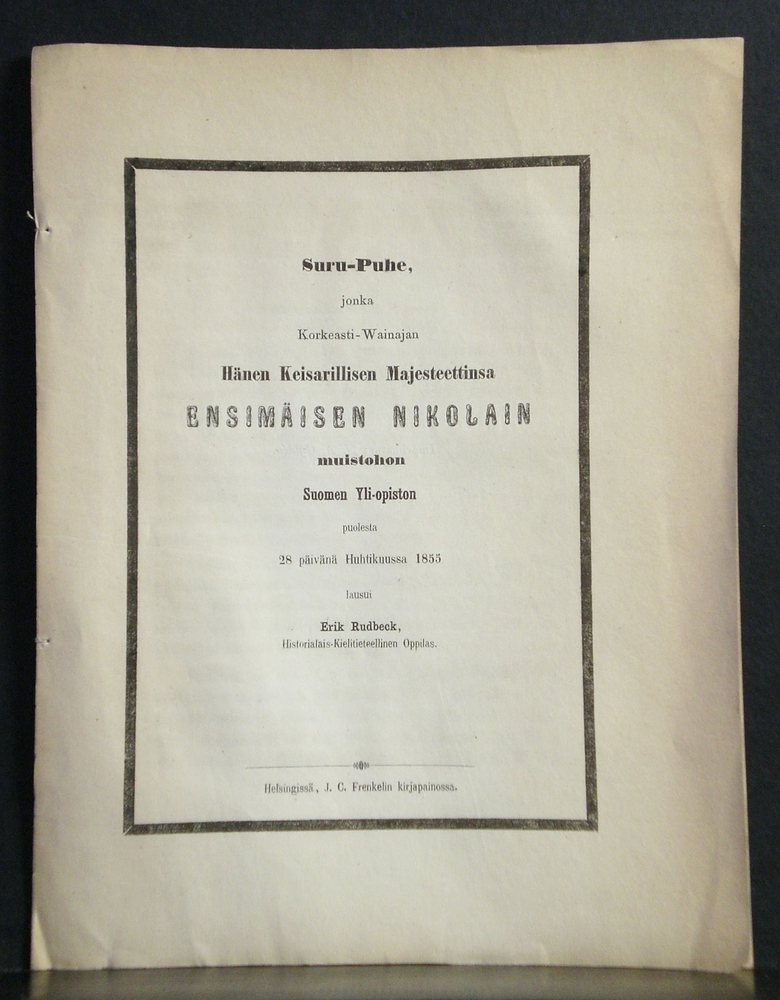 Suru-Puhe,
jonka
Korkeasti-Wainajan
Hänen Keisarillisen Majesteettinsa
ENSIMÄISEN NIKOLAIN
muistohon
Suomen Yli-opiston
puolesta
28 päivänä Huhtikuussa 1855
lausui
Erik Rudbeck,
Historialais-Kielitieteellinen Oppilas.
Helsingissä, J. C. Frenkelin kirjapainossa.